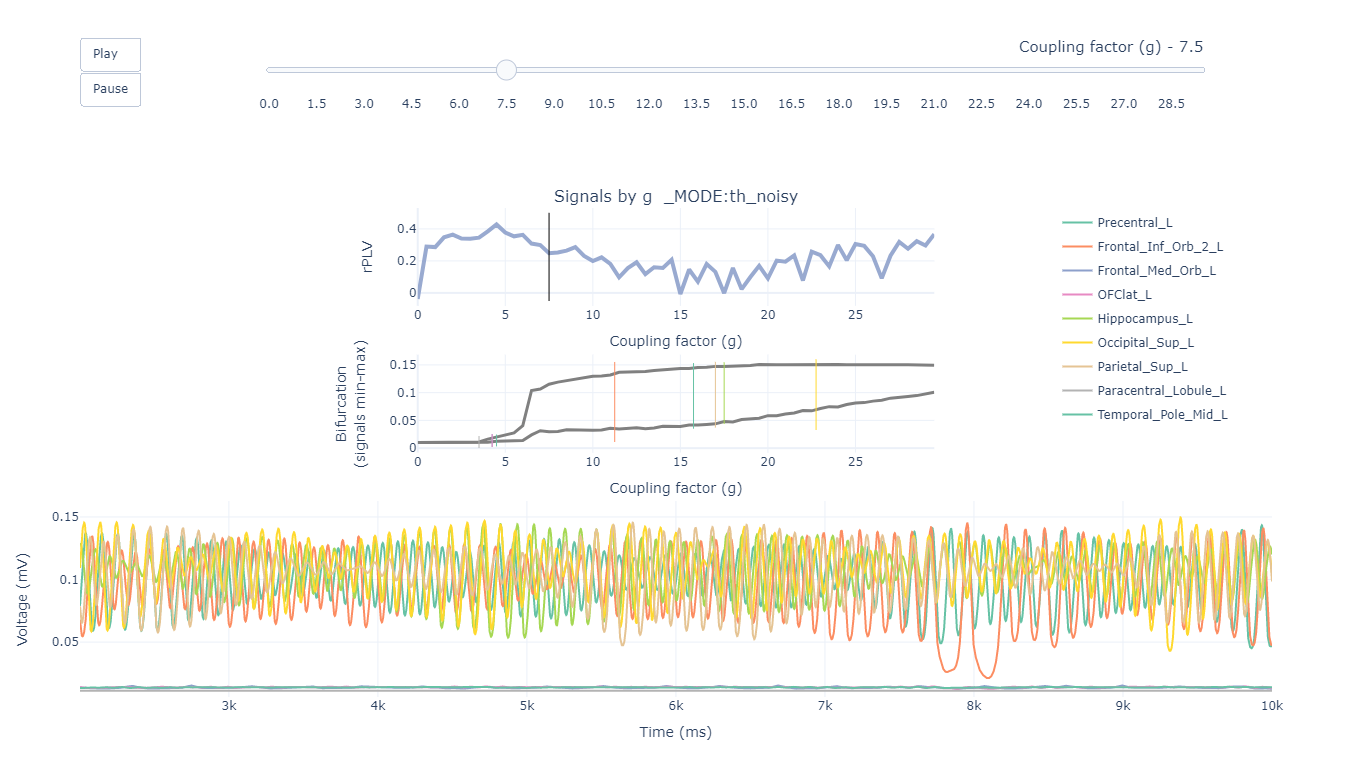 Play
Pause
Coupling factor (g) - 7.5
0.0 1.5 3.0 4.5 6.0 7.5 9.0 10.5 12.0 13.5 15.0 16.5 18.0 19.5 21.0 22.5 24.0 25.5 27.0 28.5
Signals by g _MODE:th_noisy
rPLV
0.4
0.2
0
0 5 10 15 20 25
Coupling factor (g)
Bifurcation
(signals min-max)
0.15
0.1
0.05
0
0 5 10 15 20 25
Coupling factor (g)
Precentral_L
Frontal_Inf_Orb_2_L
Frontal_Med_Orb_L
OFClat_L
Hippocampus_L
Occipital_Sup_L
Parietal_Sup_L
Paracentral_Lobule_L
Temporal_Pole_Mid_L
Voltage (mV)
0.15
0.1
0.05
3k 4k 5k 6k 7k 8k 9k 10k
Time (ms)